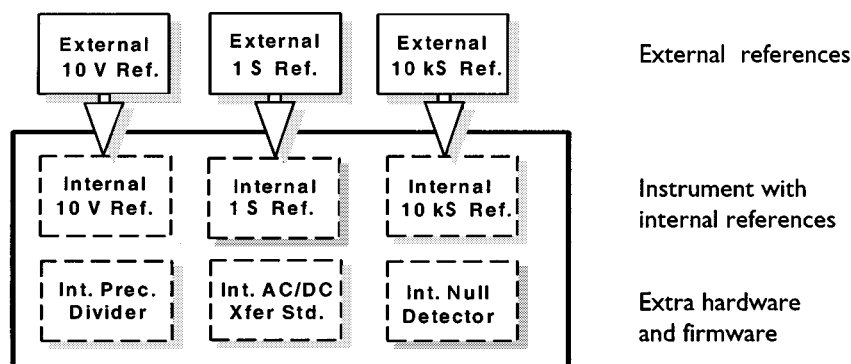 External 10 V Ref.
External 1 S Ref.
External 10 kS Ref.
External references
Internal 10 V Ref.
Internal 1 S Ref.
Internal 10 kS Ref.
Instrument with
internal references
Int. Prec. Divider
Int. AC/DC Xfer Std.
Int. Null Detector
Extra hardware
and firmware